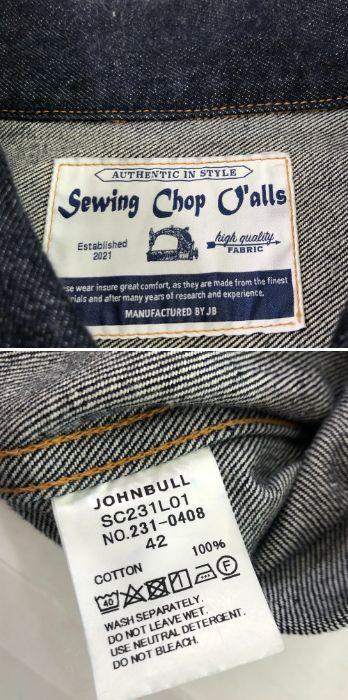 AUTHENTIC IN STYLE
Sewing Chop O'alls
Established
2021
high quality
FABRIC
wear insure great comfort, as they are made from the finest
and after many years of research and experience.
MANUFACTURED BY JB
JOHNBULL
SC231L01
NO.231-0408
42
COTTON 100%
40
F
WASH SEPARATELY.
DO NOT LEAVE WET.
USE NEUTRAL DETERGENT.
DO NOT BLEACH.